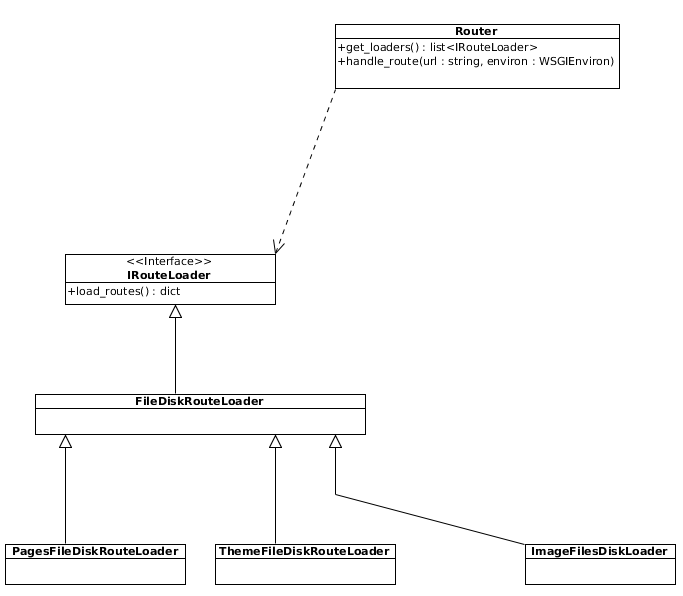 Router
+get_loaders() : list<IRouteLoader>
+handle_route(url : string, environ : WSGIEnviron)
<<Interface>>
IRouteLoader
+load_routes() : dict
FileDiskRouteLoader
PagesFileDiskRouteLoader
ThemeFileDiskRouteLoader
ImageFilesDiskLoader